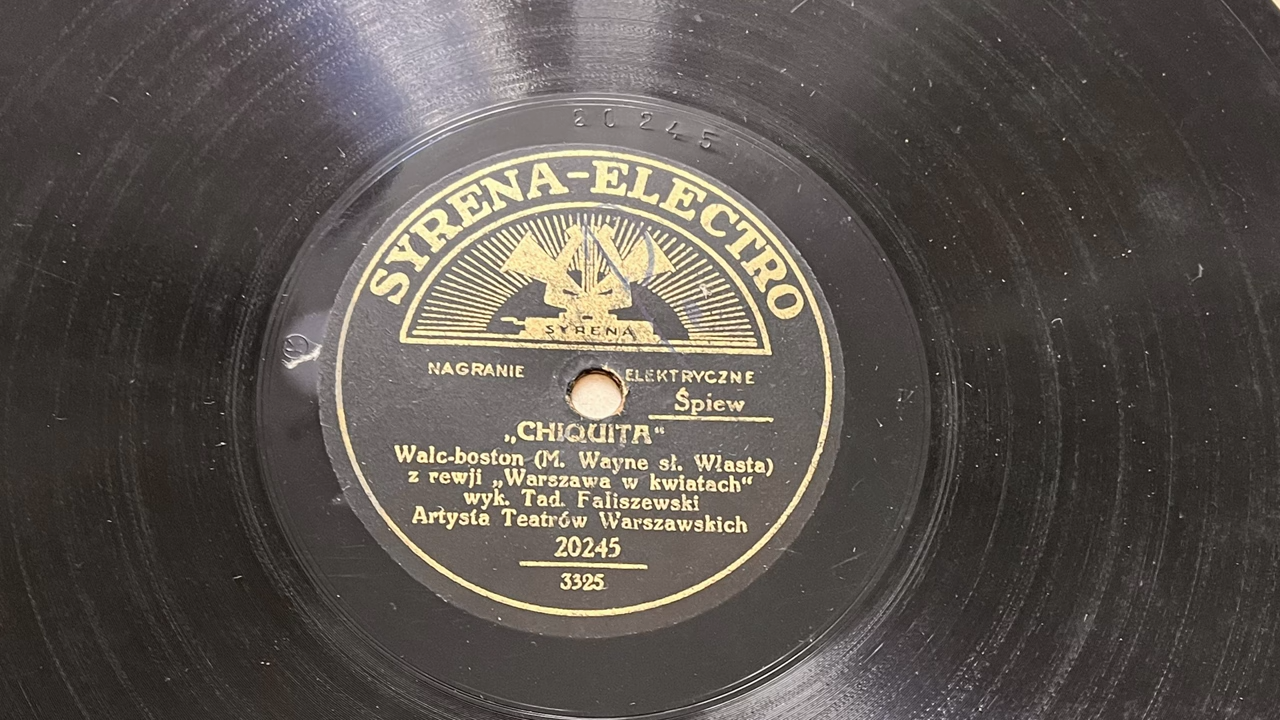 20245
SYRENA-ELECTRO
SYRENA
NAGRANIE ELEKTRYCZNE
Śpiew
„CHIQUITA“
Walc-boston (M. Wayne sł. Własta)
z rewji „Warszawa w kwiatach“
wyk. Tad. Faliszewski
Artysta Teatrów Warszawskich
20245
3325